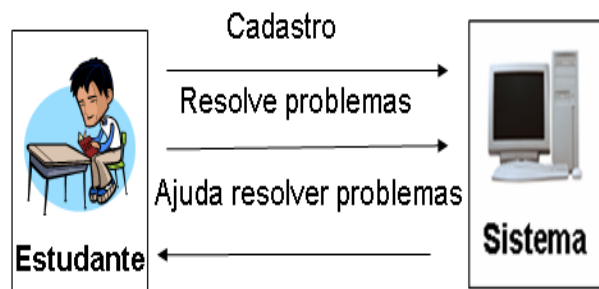 Cadastro
Resolve problemas
Ajuda resolver problemas
Estudante
Sistema